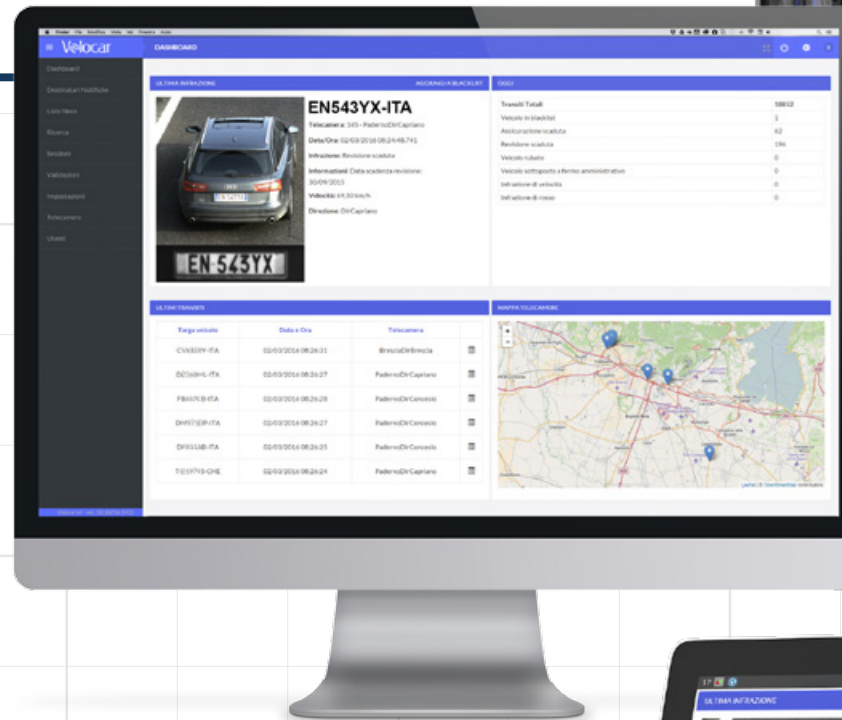 Velocar
DASHBOARD
Dashboard
Destinatari Notifiche
Lista Nera
Ricerca
Sessioni
Validazioni
Impostazioni
Telecamera
Utenti
ULTIMA INFRAZIONE
AGGIUNGI A BLACKLIST
EN543YX-ITA
Telecamera: 145 - PadernoDirCapriano
Data/Ora: 02/03/2016 08:24:48.741
Infrazione: Revisione scaduta
Informazioni: Data scadenza revisione:
30/09/2015
Velocità: 69,50 km/h
Direzione: DirCapriano
EN 543YX
OGGI
Transiti Totali
Veicolo in blacklist 1
Assicurazione scaduta 62
Revisione scaduta 196
Veicolo rubato 0
Veicolo sottoposto a fermo amministrativo 0
Infrazione di velocità 0
Infrazione di rosso 0
ULTIMI TRANSITI
Targa veicolo Data e Ora Telecamera
02/03/2016 08:26:31 BresciaDirBrescia
02/03/2016 08:26:27 PadernoDirCapriano
02/03/2016 08:26:28 PadernoDirConcesio
02/03/2016 08:26:27 PadernoDirConcesio
02/03/2016 08:26:25 PadernoDirConcesio
02/03/2016 08:26:24 PadernoDirCapriano
MAPPA TELECAMERE
+
-
17
ULTIMA INFRAZIONE